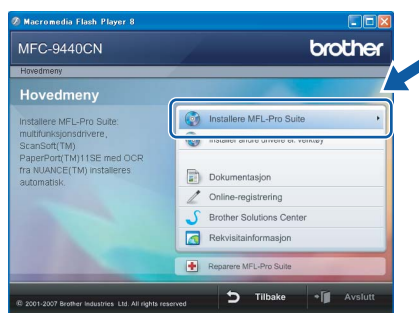 Macromedia Flash Player 8
MFC-9440CN
brother
Hovedmeny
Hovedmeny
Installere MFL-Pro Suite:
multifunksjonsdrivere,
ScanSoft(TM)
PaperPort(TM)11SE med OCR
fra NUANCE(TM) installeres
automatisk.
Installere MFL-Pro Suite
Installer andre drivere el. verktøy
Dokumentasjon
Online-registrering
Brother Solutions Center
Rekvisitainformasjon
Reparere MFL-Pro Suite
© 2001-2007 Brother Industries Ltd. All rights reserved
Tilbake
Avslutt